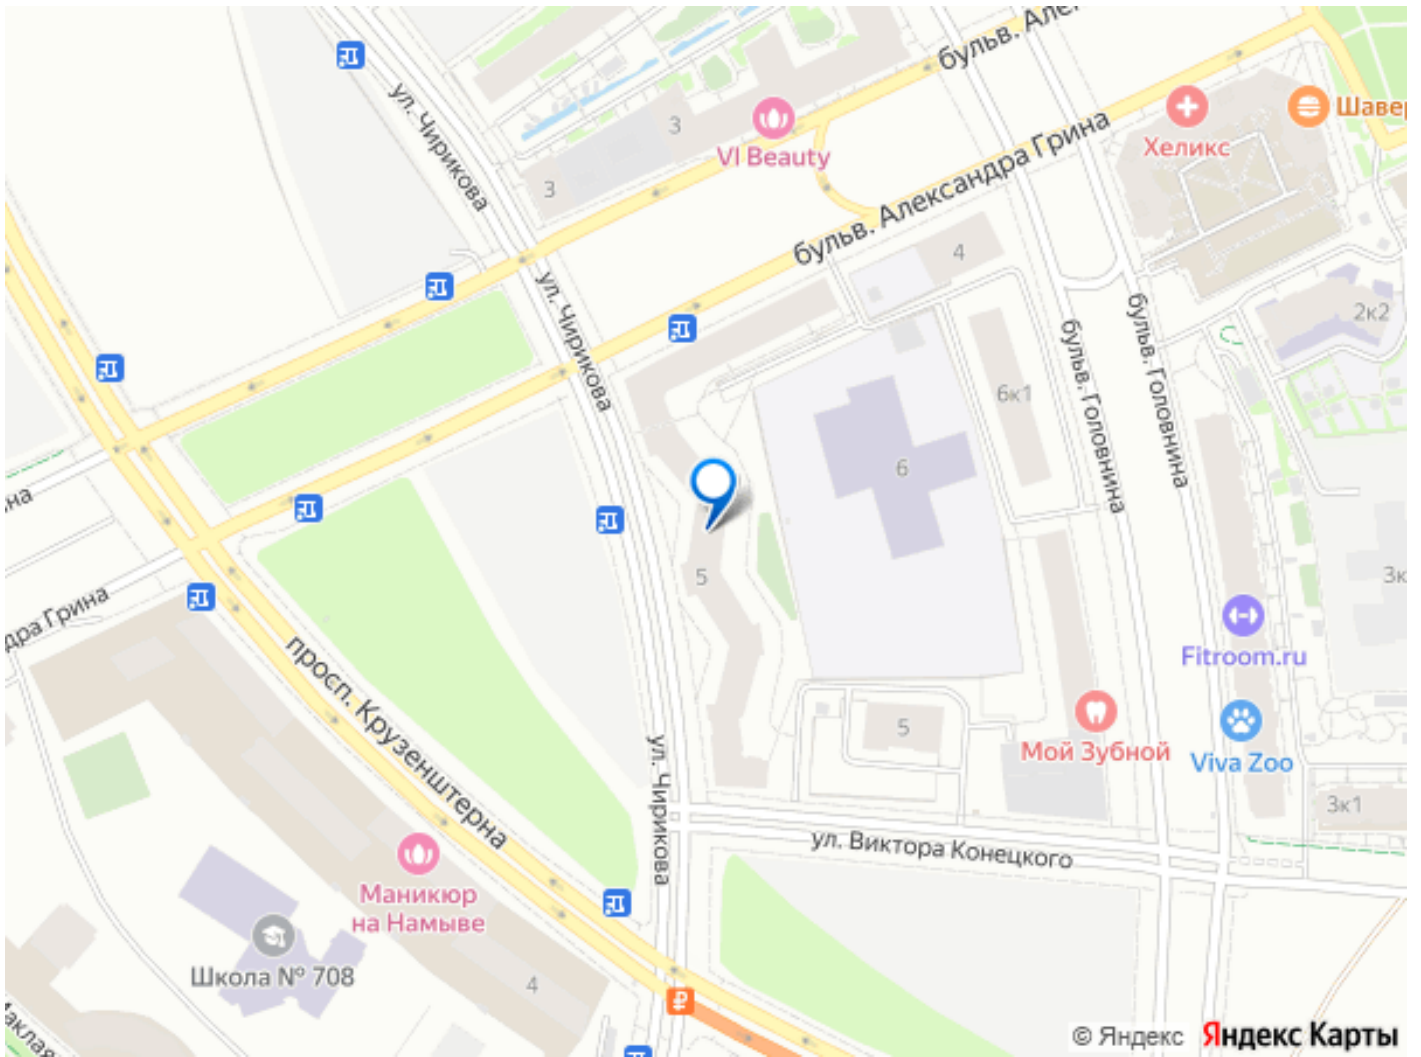 бульв. Але
ул. Чирикова
3
VI Beauty
3
Хеликс
Шавер
бульв. Александра Грина
4
ул. Чирикова
бульв. Головнина
бульв. Головнина
2к2
6к1
6
на
5
3к
дра Грина
Fitroom.ru
просп. Крузенштерна
5
Мой Зубной
Viva Zoo
ул. Чирикова
3к1
ул. Виктора Конецкого
Маникюр
на Намыве
Школа № 708
4
₽
Маклая
© Яндекс Яндекс Карты